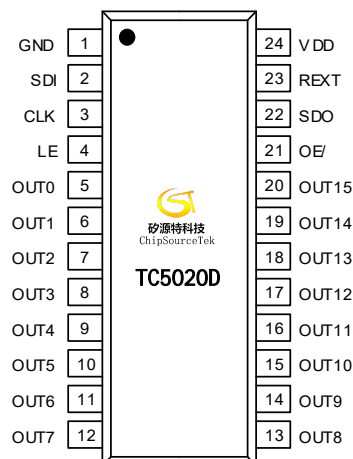 GND 1 24 VDD
SDI 2 23 REXT
CLK 3 22 SDO
LE 4 21 OE/
OUT0 5 20 OUT15
OUT1 6 19 OUT14
OUT2 7 18 OUT13
OUT3 8 17 OUT12
OUT4 9 16 OUT11
OUT5 10 15 OUT10
OUT6 11 14 OUT9
OUT7 12 13 OUT8
CST
矽源特科技
ChipSourceTek
TC5020D